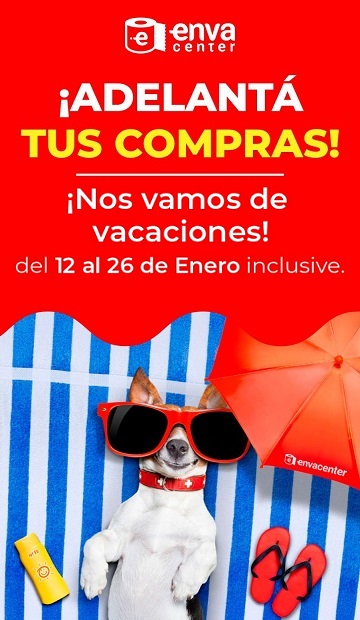 enva
center
¡ADELANTÁ
TUS COMPRAS!
¡Nos vamos de
vacaciones!
del 12 al 26 de Enero inclusive.
envacenter